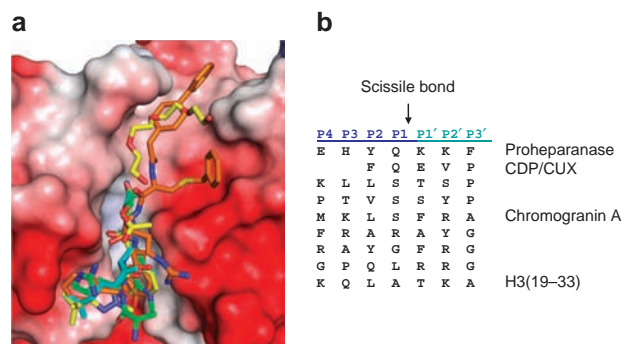 a
b
Scissile bond
P4 P3 P2 P1 P1′ P2′ P3′
E H Y Q K K F Proheparanase
F Q E V P CDP/CUX
K L L S T S P
P T V S S Y P
M K L S F R A Chromogranin A
F R A R A Y G
R A Y G F R G
G P Q L R R G
K Q L A T K A H3(19–33)